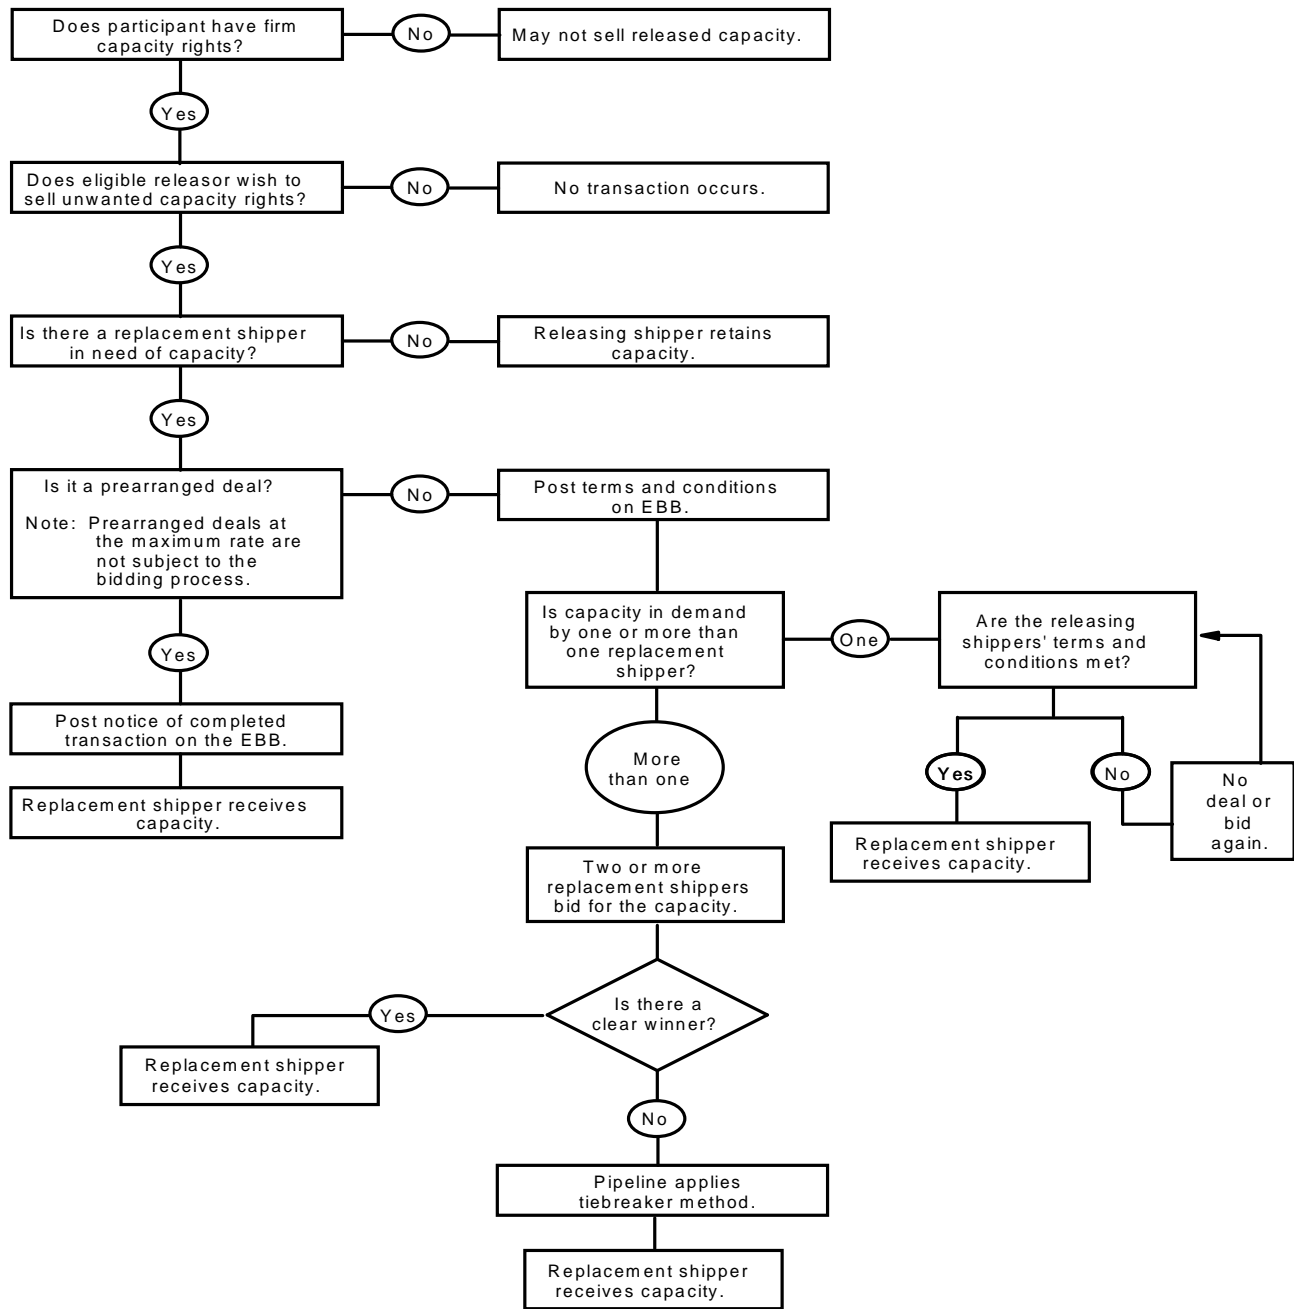 Does participant have firm
capacity rights?
No
May not sell released capacity.
Yes
Does eligible releasor wish to
sell unwanted capacity rights?
No
No transaction occurs.
Yes
Is there a replacement shipper
in need of capacity?
No
Releasing shipper retains
capacity.
Yes
Is it a prearranged deal?
Note: Prearranged deals at
the maximum rate are
not subject to the
bidding process.
No
Post terms and conditions
on EBB.
Is capacity in demand
by one or more than
one replacement
shipper?
One
Are the releasing
shippers' terms and
conditions met?
Yes
Post notice of completed
transaction on the EBB.
Replacement shipper receives
capacity.
More
than one
Yes
No
No
deal or
bid
again.
Replacement shipper
receives capacity.
Two or more
replacement shippers
bid for the capacity.
Is there a
clear winner?
Yes
Replacement shipper
receives capacity.
No
Pipeline applies
tiebreaker method.
Replacement shipper
receives capacity.